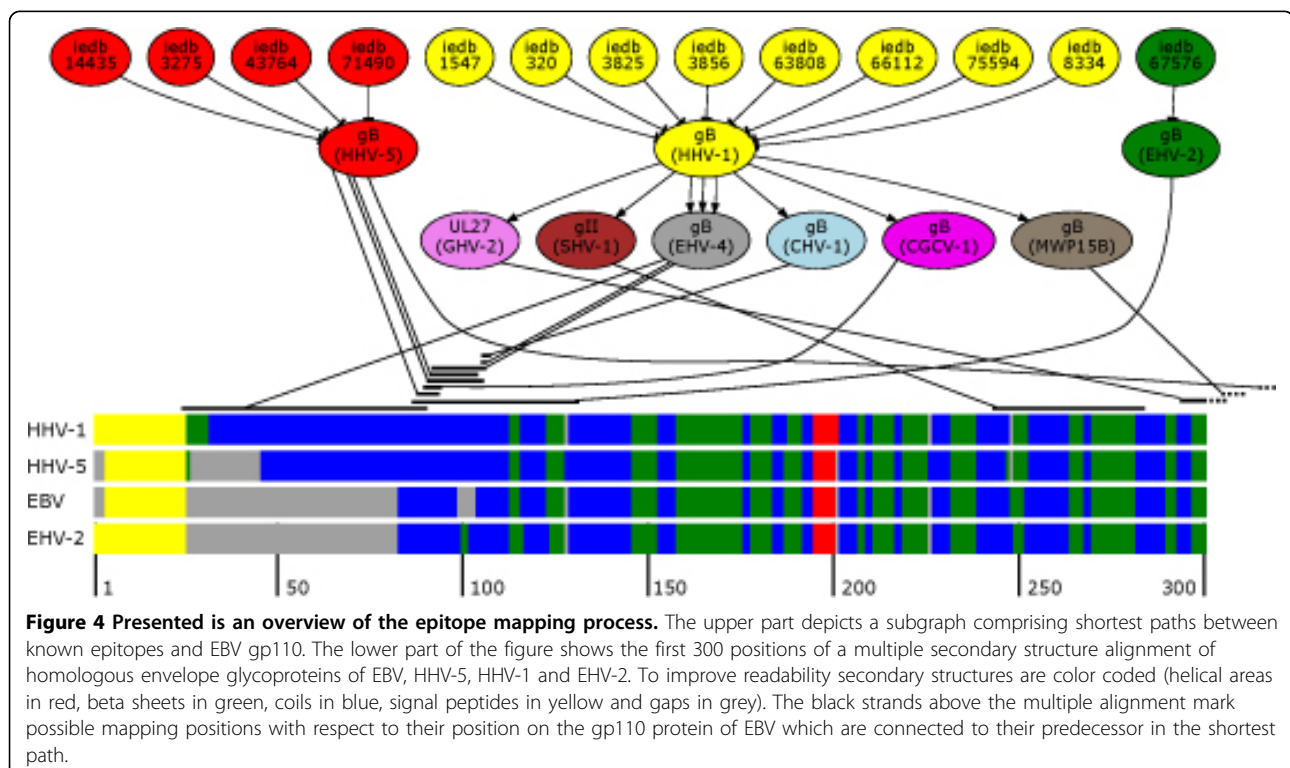 iedb 14435
iedb 3275
iedb 43764
iedb 71490
iedb 1547
iedb 320
iedb 3825
iedb 3856
iedb 63808
iedb 66112
iedb 75594
iedb 8334
iedb 67576
gB (HHV-5)
gB (HHV-1)
gB (EHV-2)
UL27 (GHV-2)
gII (SHV-1)
gB (EHV-4)
gB (CHV-1)
gB (CGCV-1)
gB (MWP15B)
HHV-1
HHV-5
EBV
EHV-2
1 50 100 150 200 250 300
Figure 4 Presented is an overview of the epitope mapping process. The upper part depicts a subgraph comprising shortest paths between
known epitopes and EBV gp110. The lower part of the figure shows the first 300 positions of a multiple secondary structure alignment of
homologous envelope glycoproteins of EBV, HHV-5, HHV-1 and EHV-2. To improve readability secondary structures are color coded (helical areas
in red, beta sheets in green, coils in blue, signal peptides in yellow and gaps in grey). The black strands above the multiple alignment mark
possible mapping positions with respect to their position on the gp110 protein of EBV which are connected to their predecessor in the shortest
path.